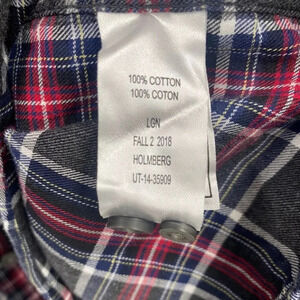 100% COTTON
100% COTON
LGN
FALL 2 2018
HOLMBERG
UT-14-35909